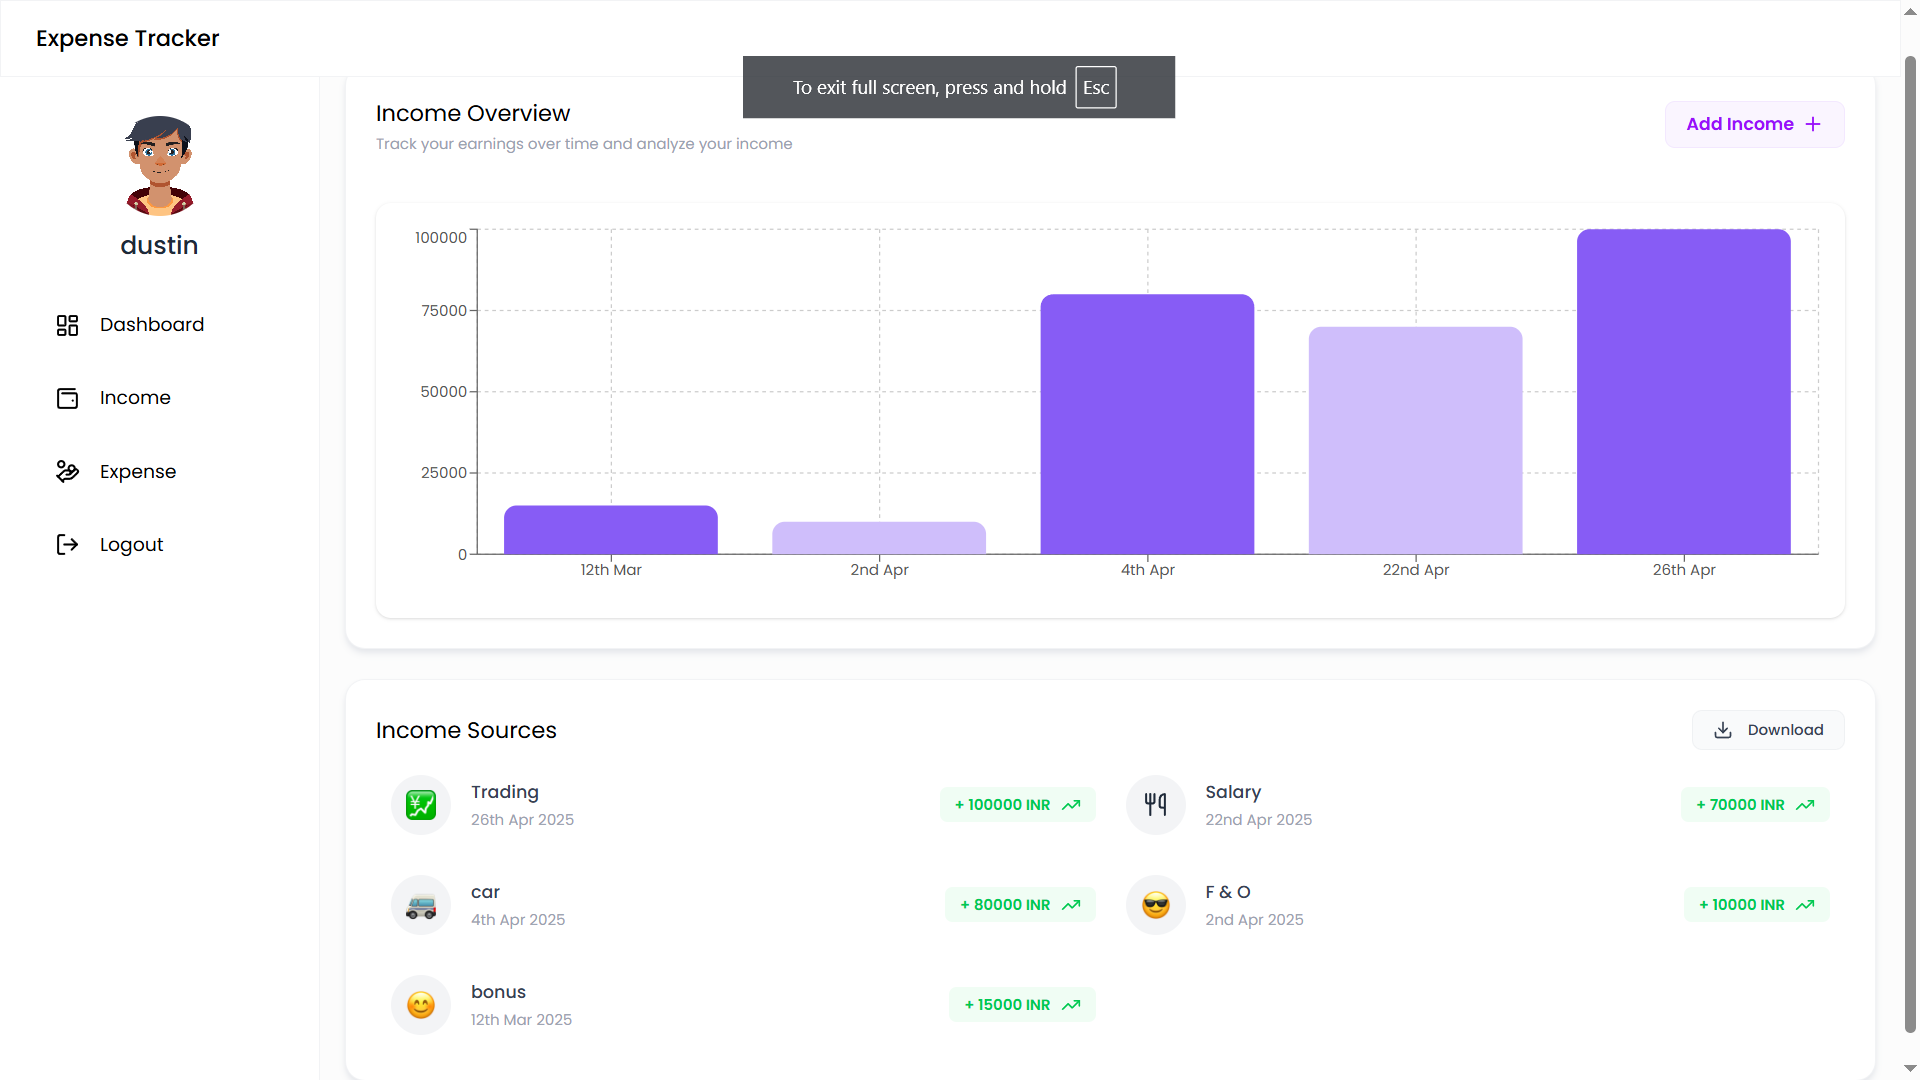 Expense Tracker
To exit full screen, press and hold Esc
dustin
Dashboard
Income
Expense
Logout
Income Overview
Track your earnings over time and analyze your income
Add Income +
100000
75000
50000
25000
0
12th Mar 2nd Apr 4th Apr 22nd Apr 26th Apr
Income Sources
Download
Trading
26th Apr 2025
+ 100000 INR
Salary
22nd Apr 2025
+ 70000 INR
car
4th Apr 2025
+ 80000 INR
F & O
2nd Apr 2025
+ 10000 INR
bonus
12th Mar 2025
+ 15000 INR